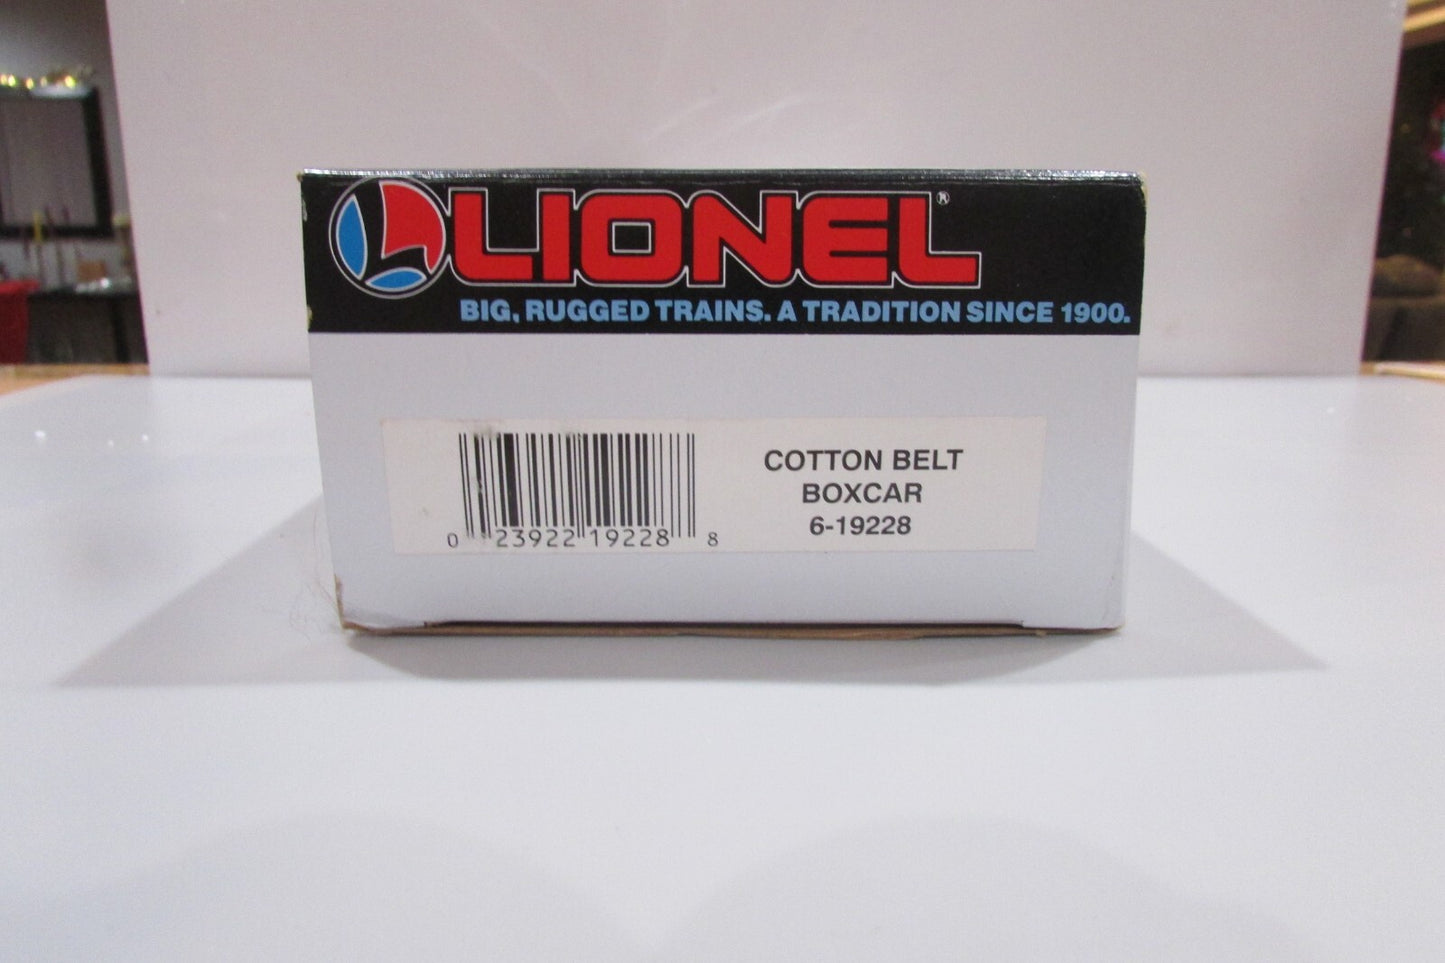 LIONEL®
BIG, RUGGED TRAINS. A TRADITION SINCE 1900.
COTTON BELT
BOXCAR
6-19228
0 23922 19228 8